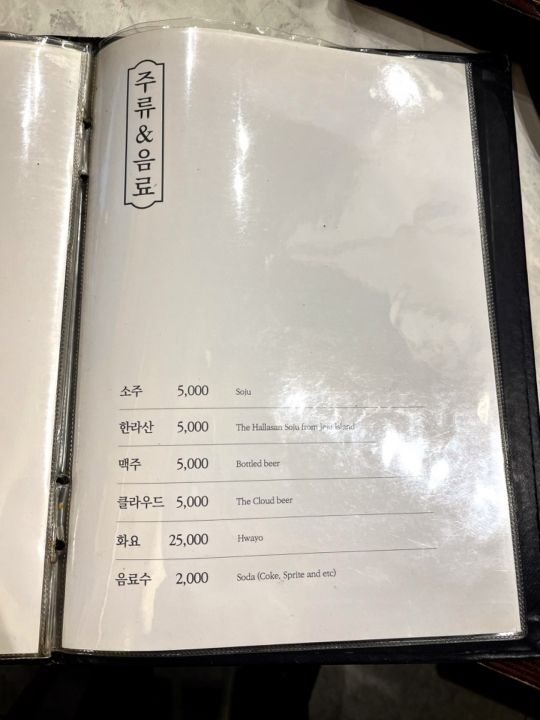 주류&음료
소주 5,000 Soju
한라산 5,000 The Hallasan Soju from Jeju Island
맥주 5,000 Bottled beer
클라우드 5,000 The Cloud beer
화요 25,000 Hwayo
음료수 2,000 Soda (Coke, Sprite and etc)